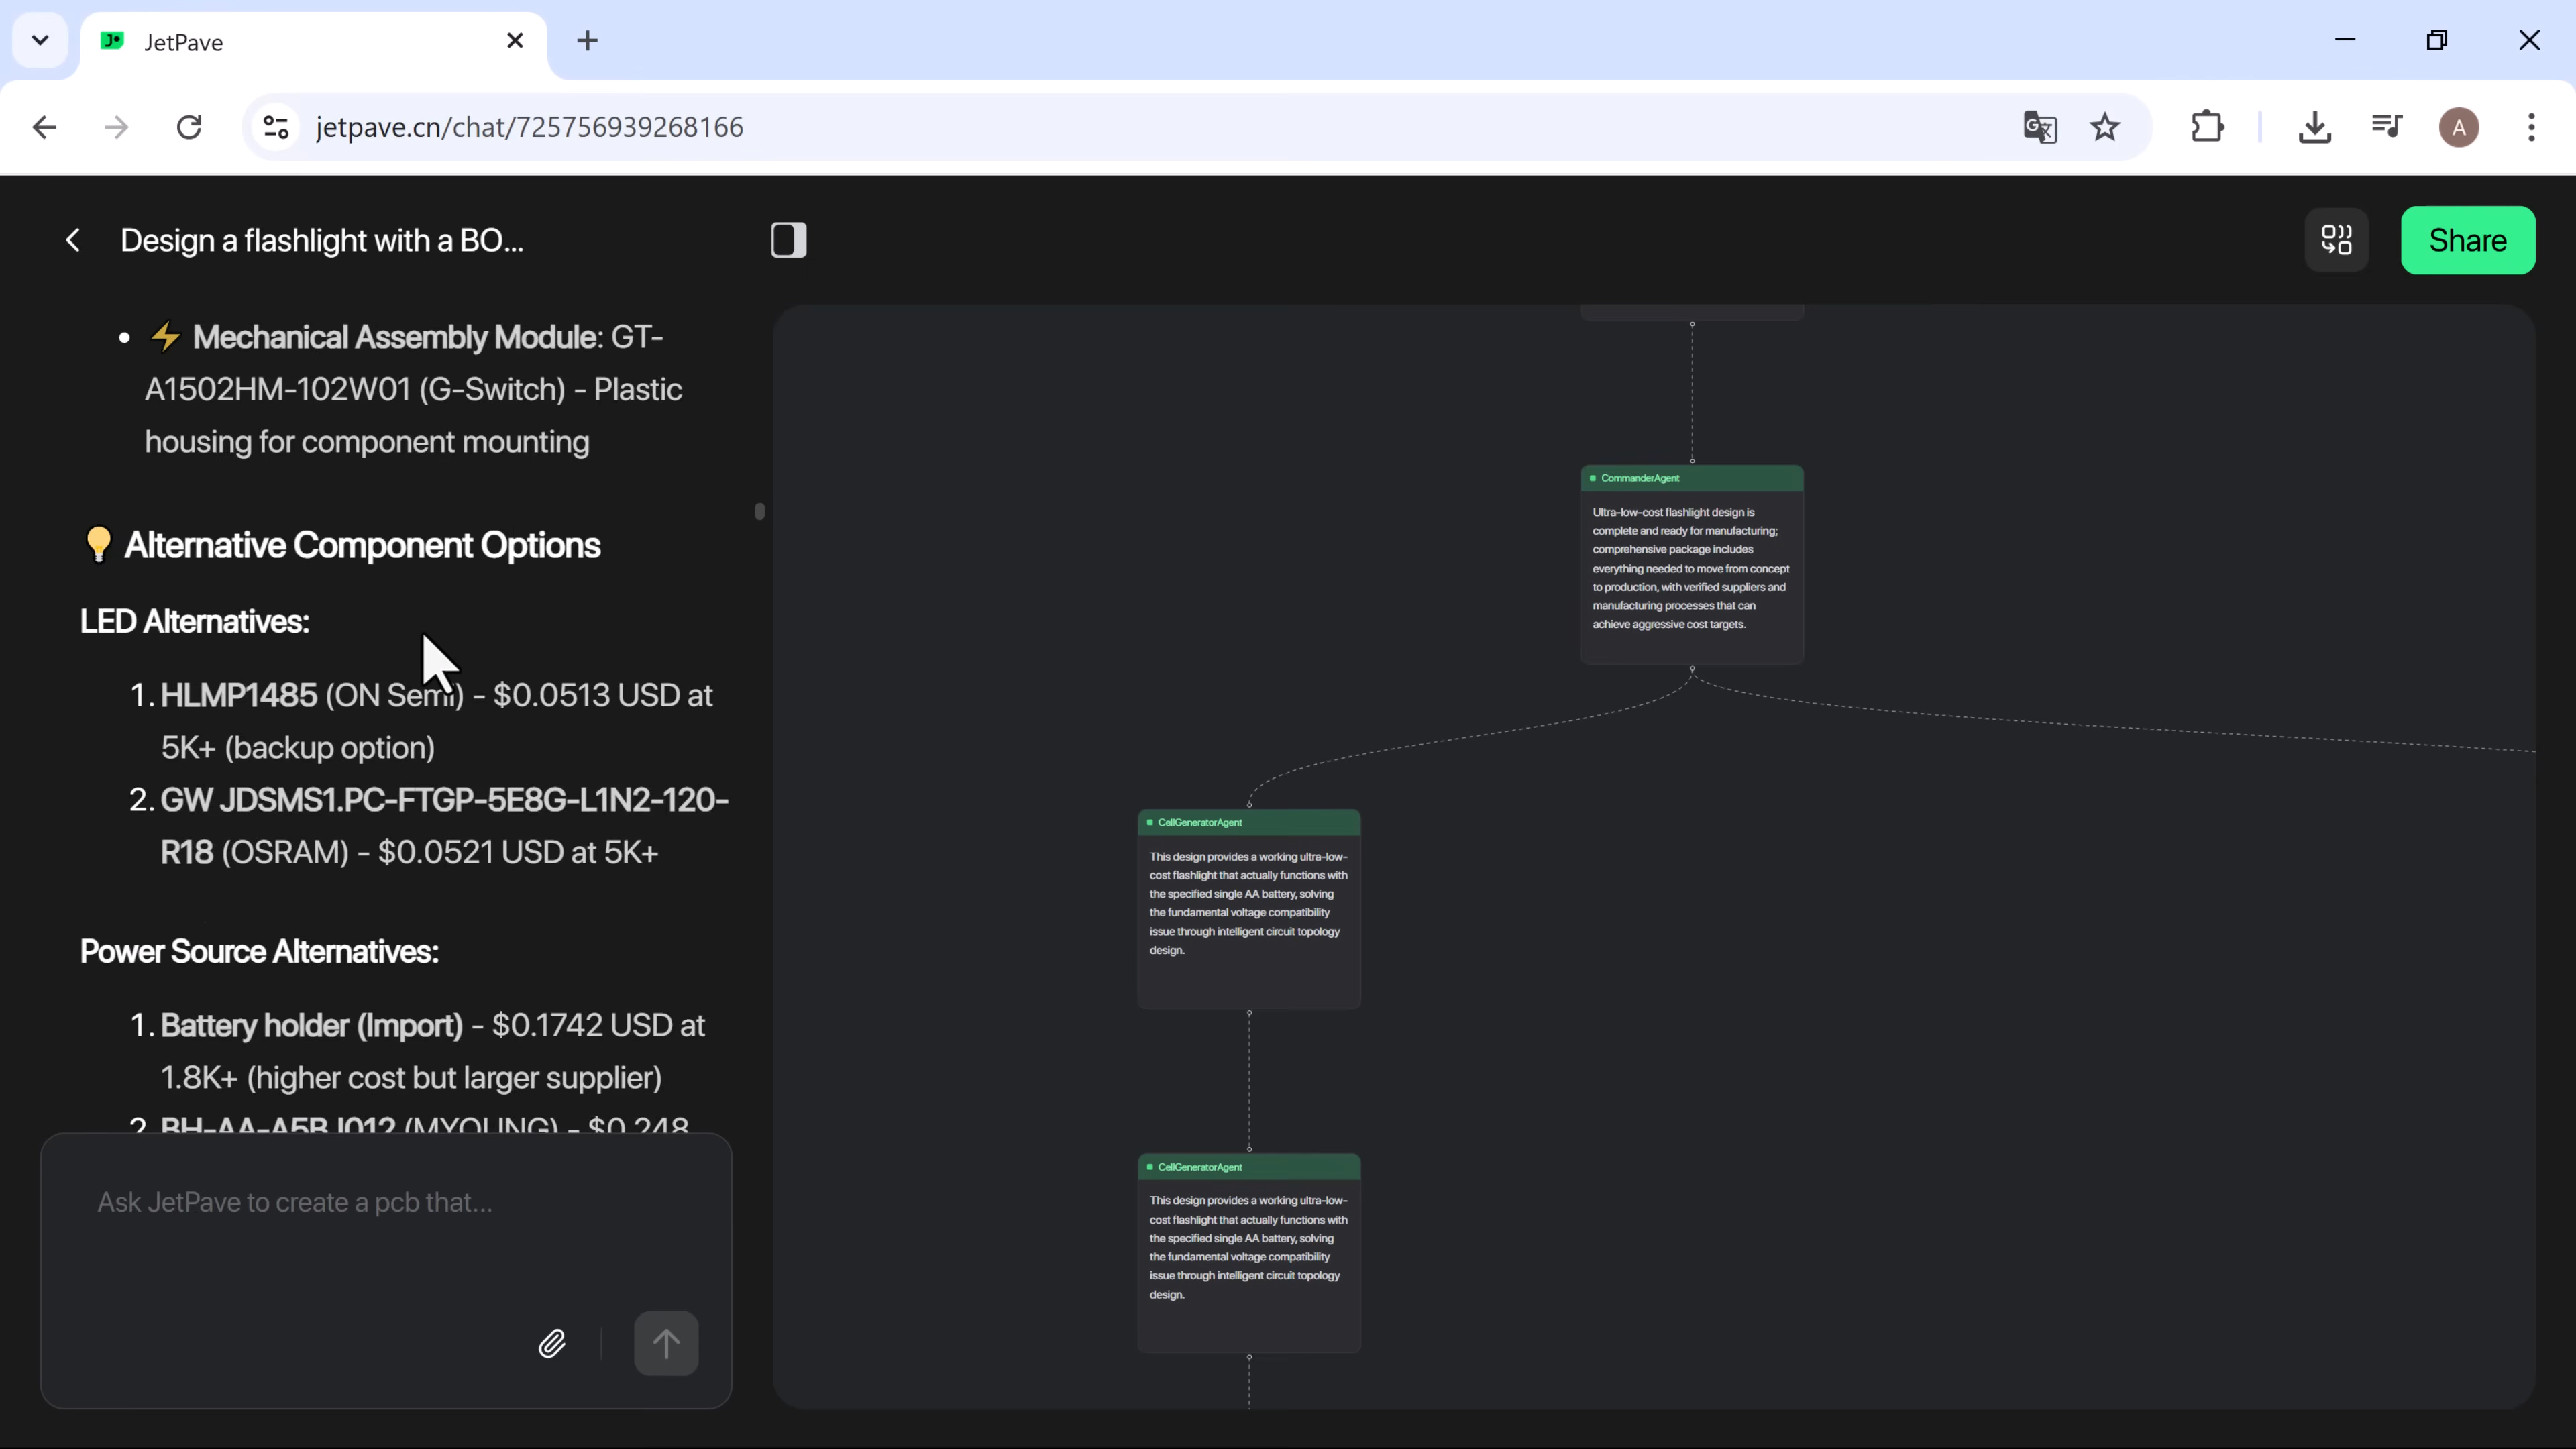 JetPave
jetpave.cn/chat/725756939268166
A
Design a flashlight with a BO...
Share
• ⚡ Mechanical Assembly Module: GT-
A1502HM-102W01 (G-Switch) - Plastic
housing for component mounting
💡 Alternative Component Options
LED Alternatives:
1. HLMP1485 (ON Semi) - $0.0513 USD at
5K+ (backup option)
2. GW JDSMS1.PC-FTGP-5E8G-L1N2-120-
R18 (OSRAM) - $0.0521 USD at 5K+
Power Source Alternatives:
1. Battery holder (Import) - $0.1742 USD at
1.8K+ (higher cost but larger supplier)
2. BH-AA-A5BJ012 (MYOUNG) - $0.248
Ask JetPave to create a pcb that...
CommanderAgent
Ultra-low-cost flashlight design is
complete and ready for manufacturing;
comprehensive package includes
everything needed to move from concept
to production, with verified suppliers and
manufacturing processes that can
achieve aggressive cost targets.
CellGeneratorAgent
This design provides a working ultra-low-
cost flashlight that actually functions with
the specified single AA battery, solving
the fundamental voltage compatibility
issue through intelligent circuit topology
design.
CellGeneratorAgent
This design provides a working ultra-low-
cost flashlight that actually functions with
the specified single AA battery, solving
the fundamental voltage compatibility
issue through intelligent circuit topology
design.